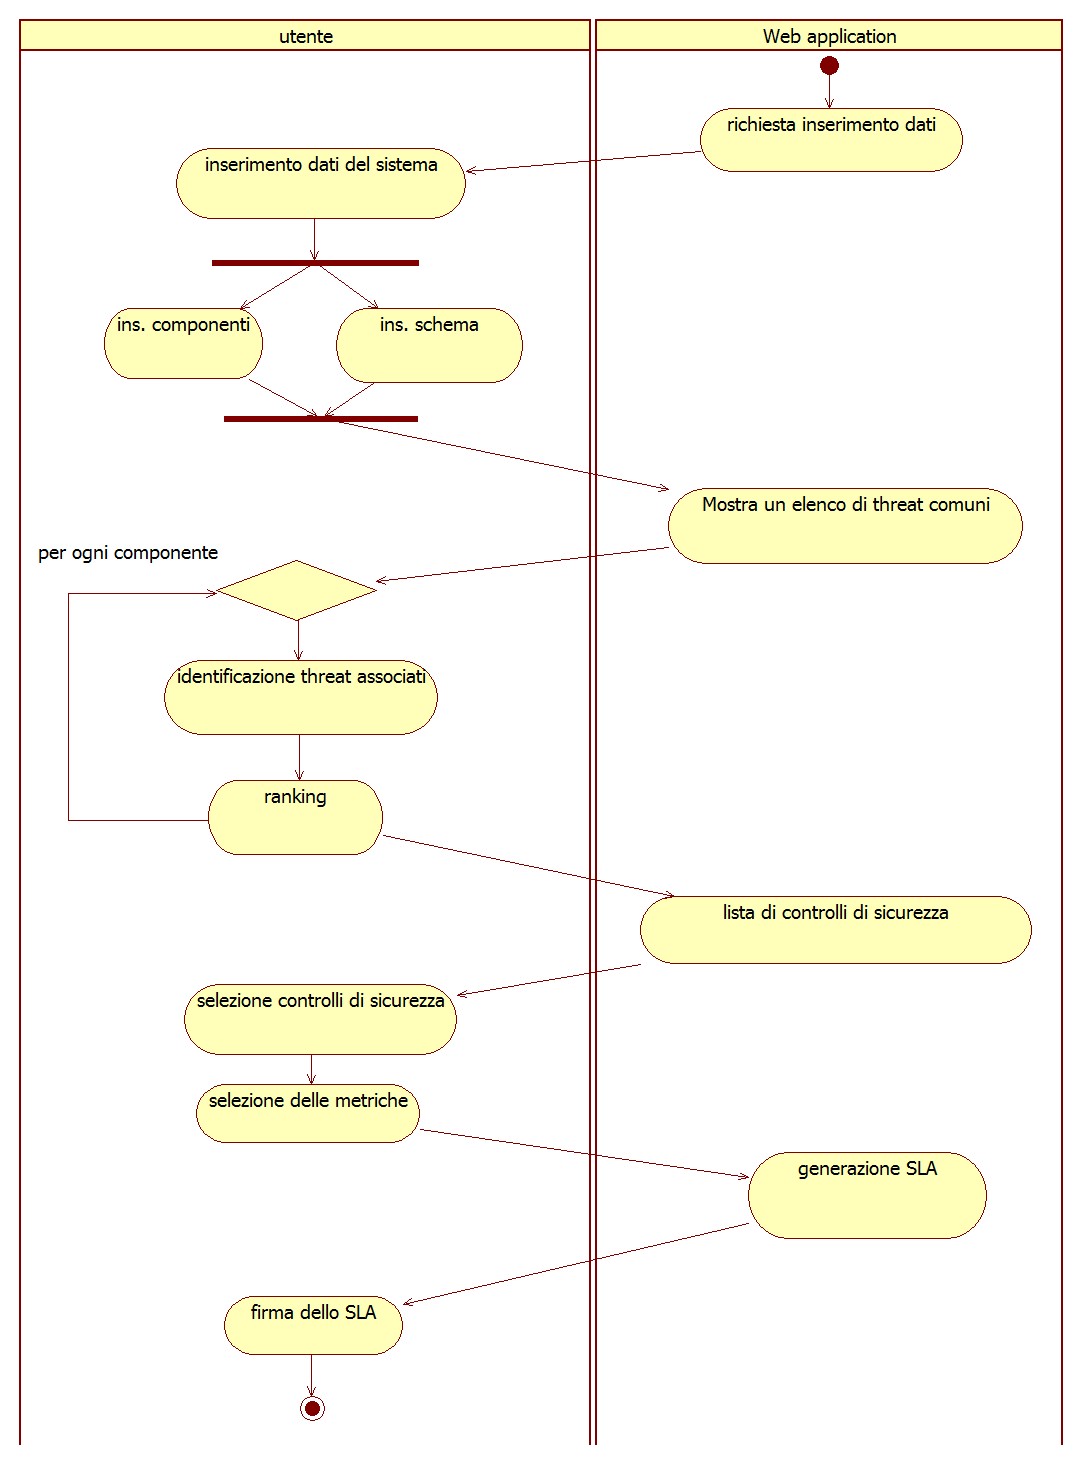 utente
Web application
richiesta inserimento dati
inserimento dati del sistema
ins. componenti
ins. schema
Mostra un elenco di threat comuni
per ogni componente
identificazione threat associati
ranking
lista di controlli di sicurezza
selezione controlli di sicurezza
selezione delle metriche
generazione SLA
firma dello SLA